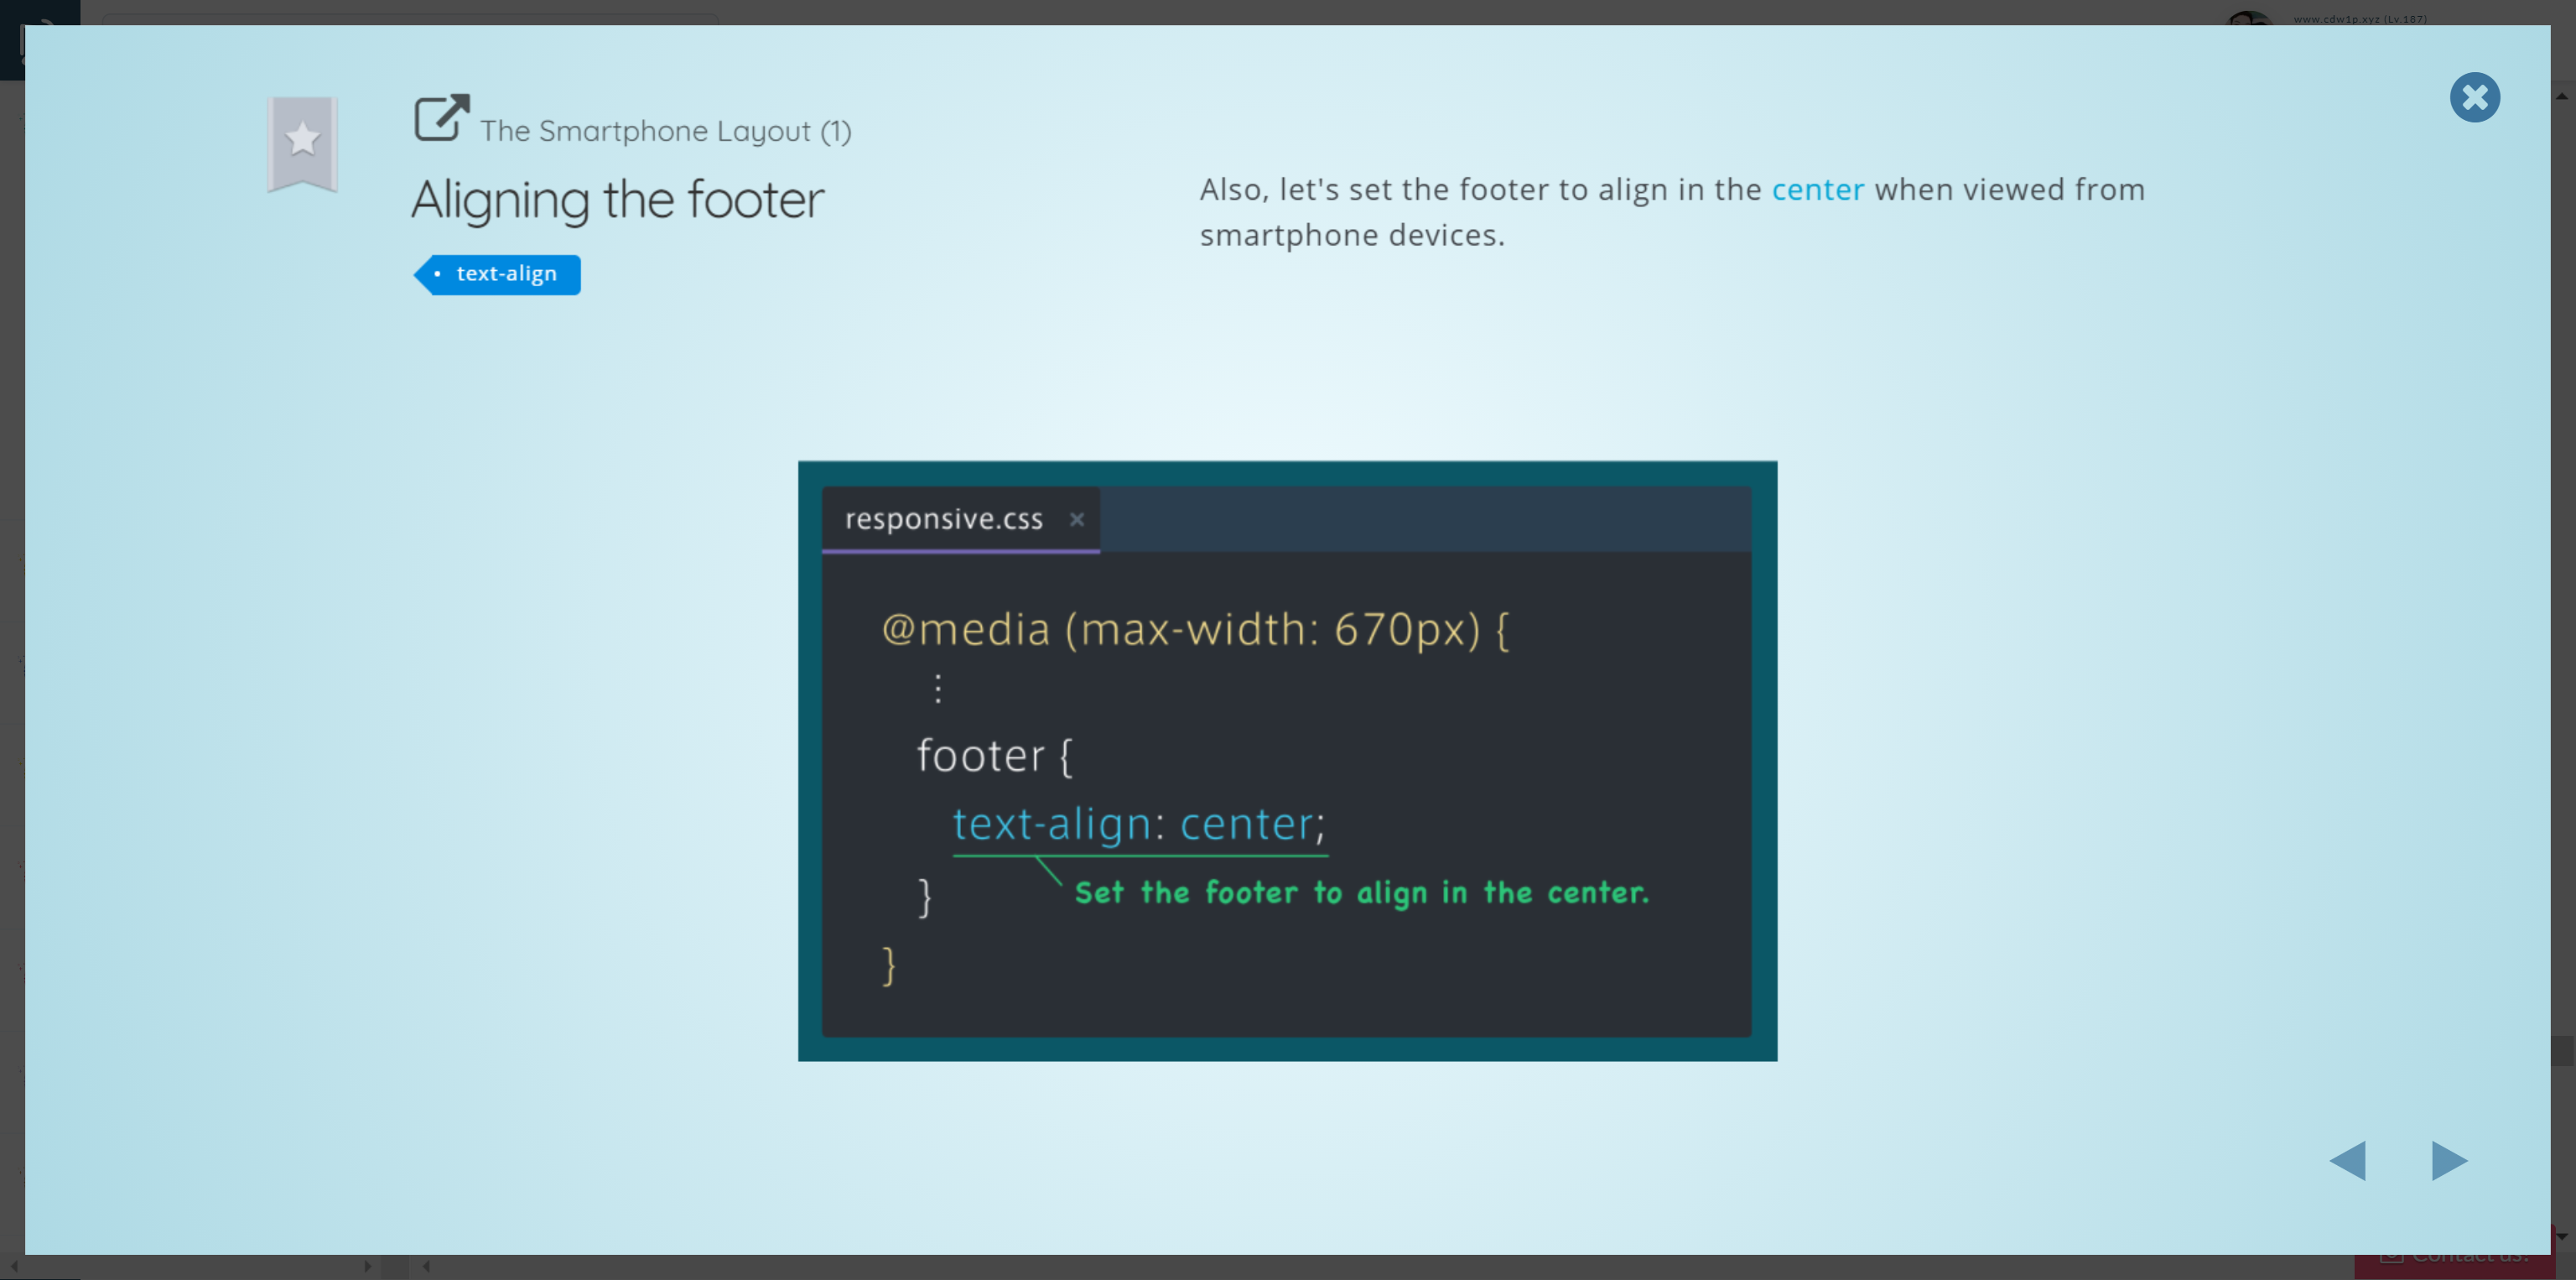 www.cdw1p.xyz (Lv.187)
The Smartphone Layout (1)
Aligning the footer
text-align
Also, let's set the footer to align in the center when viewed from
smartphone devices.
responsive.css ×
@media (max-width: 670px) {
⋮
footer {
text-align: center;
Set the footer to align in the center.
}
}
Contact us!